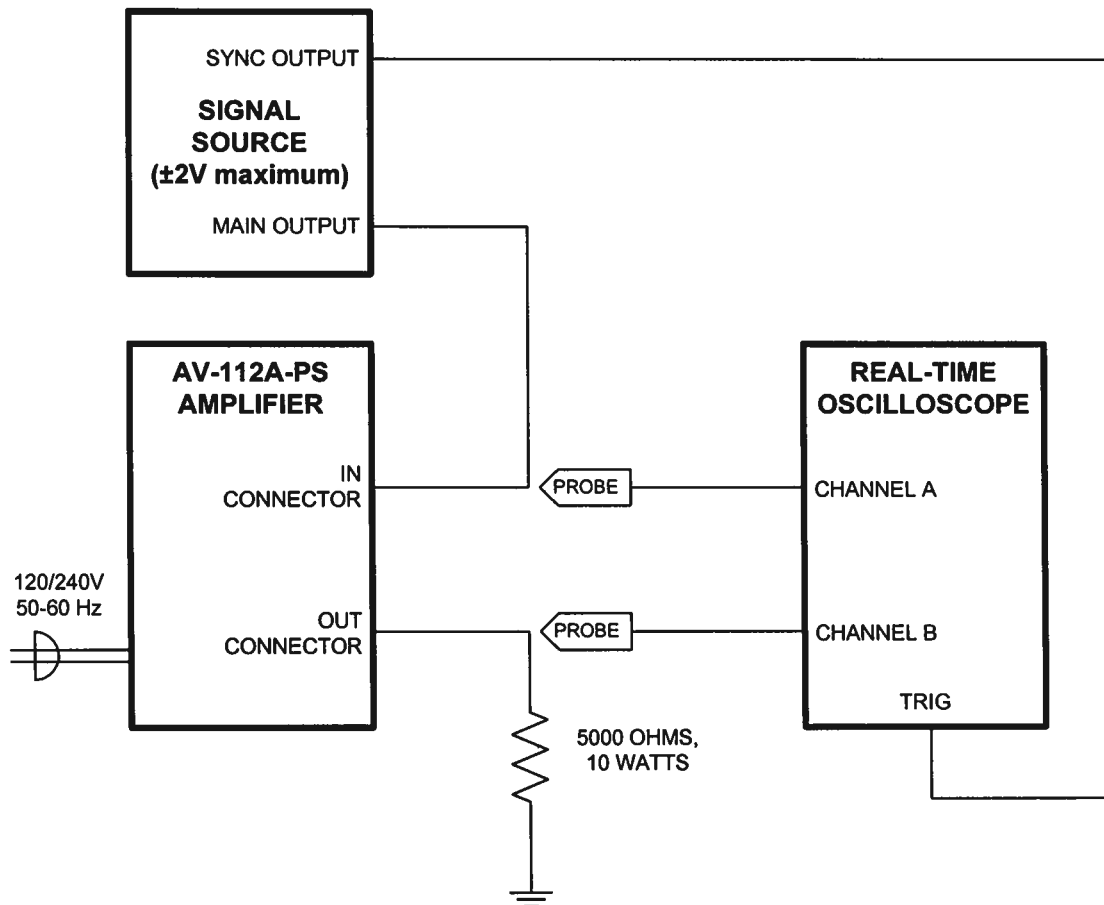 SYNC OUTPUT
SIGNAL
SOURCE
(±2V maximum)
MAIN OUTPUT
AV-112A-PS
AMPLIFIER
IN
CONNECTOR
OUT
CONNECTOR
120/240V
50-60 Hz
PROBE
PROBE
REAL-TIME
OSCILLOSCOPE
CHANNEL A
CHANNEL B
TRIG
5000 OHMS,
10 WATTS